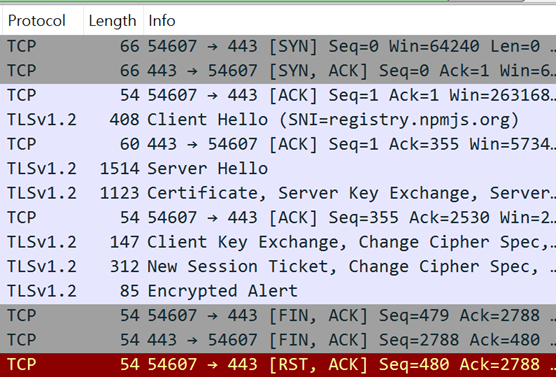 Protocol Length Info
TCP 66 54607 → 443 [SYN] Seq=0 Win=64240 Len=0 …
TCP 66 443 → 54607 [SYN, ACK] Seq=0 Ack=1 Win=6…
TCP 54 54607 → 443 [ACK] Seq=1 Ack=1 Win=263168…
TLSv1.2 408 Client Hello (SNI=registry.npmjs.org)
TCP 60 443 → 54607 [ACK] Seq=1 Ack=355 Win=5734…
TLSv1.2 1514 Server Hello
TLSv1.2 1123 Certificate, Server Key Exchange, Server…
TCP 54 54607 → 443 [ACK] Seq=355 Ack=2530 Win=2…
TLSv1.2 147 Client Key Exchange, Change Cipher Spec,…
TLSv1.2 312 New Session Ticket, Change Cipher Spec, …
TLSv1.2 85 Encrypted Alert
TCP 54 54607 → 443 [FIN, ACK] Seq=479 Ack=2788 …
TCP 54 443 → 54607 [FIN, ACK] Seq=2788 Ack=480 …
TCP 54 54607 → 443 [RST, ACK] Seq=480 Ack=2788 …